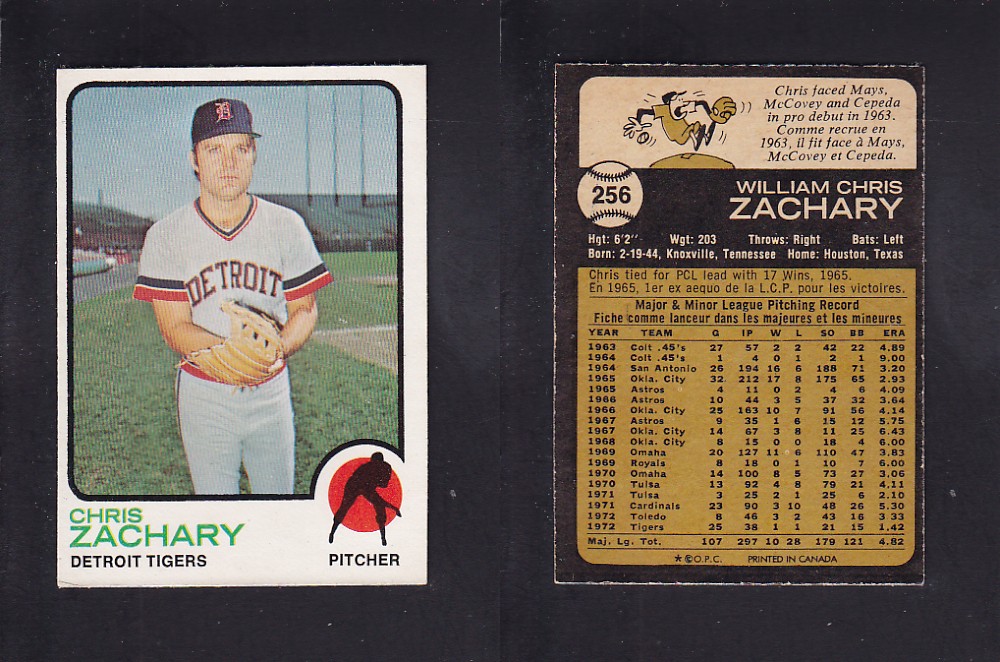 D
DETROIT
CHRIS
ZACHARY
DETROIT TIGERS
PITCHER
Chris faced Mays,
McCovey and Cepeda
in pro debut in 1963.
Comme recrue en
1963, il fit face à Mays,
McCovey et Cepeda.
256
WILLIAM CHRIS
ZACHARY
Hgt: 6'2" Wgt: 203 Throws: Right Bats: Left
Born: 2-19-44, Knoxville, Tennessee Home: Houston, Texas
Chris tied for PCL lead with 17 Wins, 1965.
En 1965, 1er ex aequo de la L.C.P. pour les victoires.
Major & Minor League Pitching Record
Fiche comme lanceur dans les majeures et les mineures
YEAR TEAM G IP W L SO BB ERA
1963 Colt .45's 27 57 2 2 42 22 4.89
1964 Colt .45's 1 4 0 1 2 1 9.00
1964 San Antonio 26 194 16 6 188 71 3.20
1965 Okla. City 32 212 17 8 175 65 2.93
1965 Astros 4 11 0 2 4 6 4.09
1966 Astros 10 44 3 5 37 32 3.64
1966 Okla. City 25 163 10 7 91 56 4.14
1967 Astros 9 35 1 6 15 12 5.75
1967 Okla. City 14 67 3 8 11 25 6.43
1968 Okla. City 8 15 0 0 18 4 6.00
1969 Omaha 20 127 11 6 110 47 3.83
1969 Royals 8 18 0 1 10 7 6.00
1970 Omaha 14 100 8 5 73 27 3.06
1970 Tulsa 13 92 4 8 79 21 4.11
1971 Tulsa 3 25 2 1 25 6 2.10
1971 Cardinals 23 90 3 10 48 26 5.30
1972 Toledo 8 46 3 2 43 16 3.33
1972 Tigers 25 38 1 1 21 15 1.42
Maj. Lg. Tot. 107 297 10 28 179 121 4.82
★©O.P.C. PRINTED IN CANADA